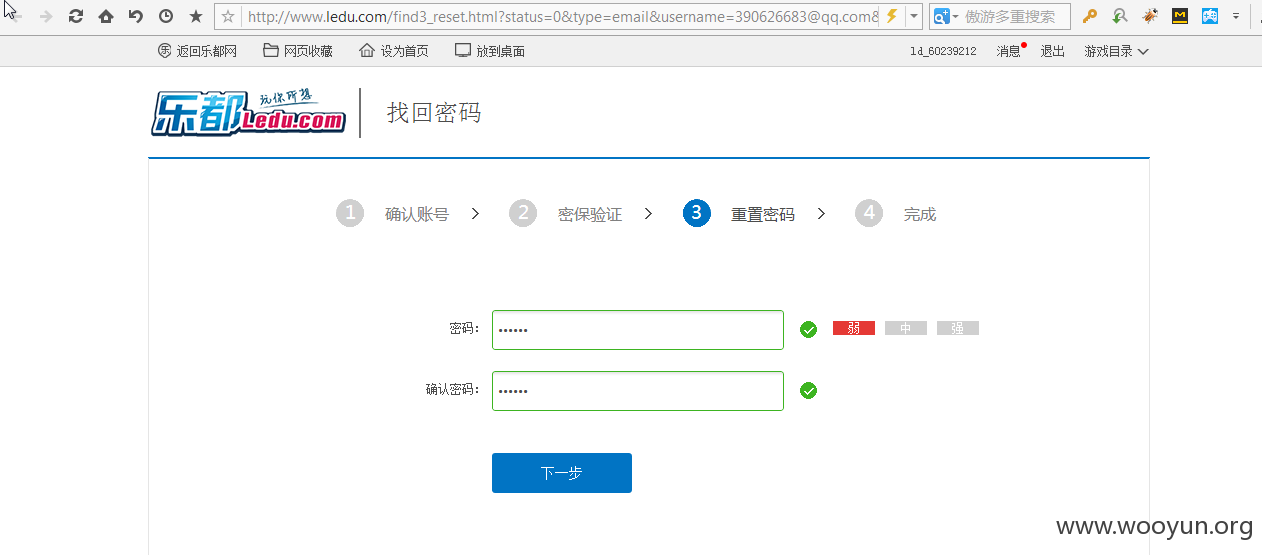 http://www.ledu.com/find3_reset.html?status=0&type=email&username=390626683@qq.com&
傲游多重搜索
返回乐都网 网页收藏 设为首页 放到桌面 ld_60239212 消息 退出 游戏目录
乐都 玩你所想 Ledu.com
找回密码
1 确认账号 2 密保验证 3 重置密码 4 完成
密码: 弱 中 强
确认密码:
下一步
www.wooyun.org